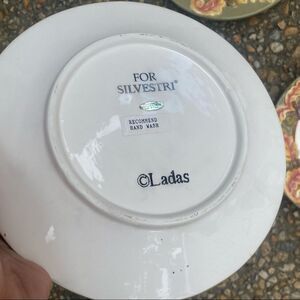 FOR
SILVESTRI®
RECOMMEND
HAND WASH
©Ladas